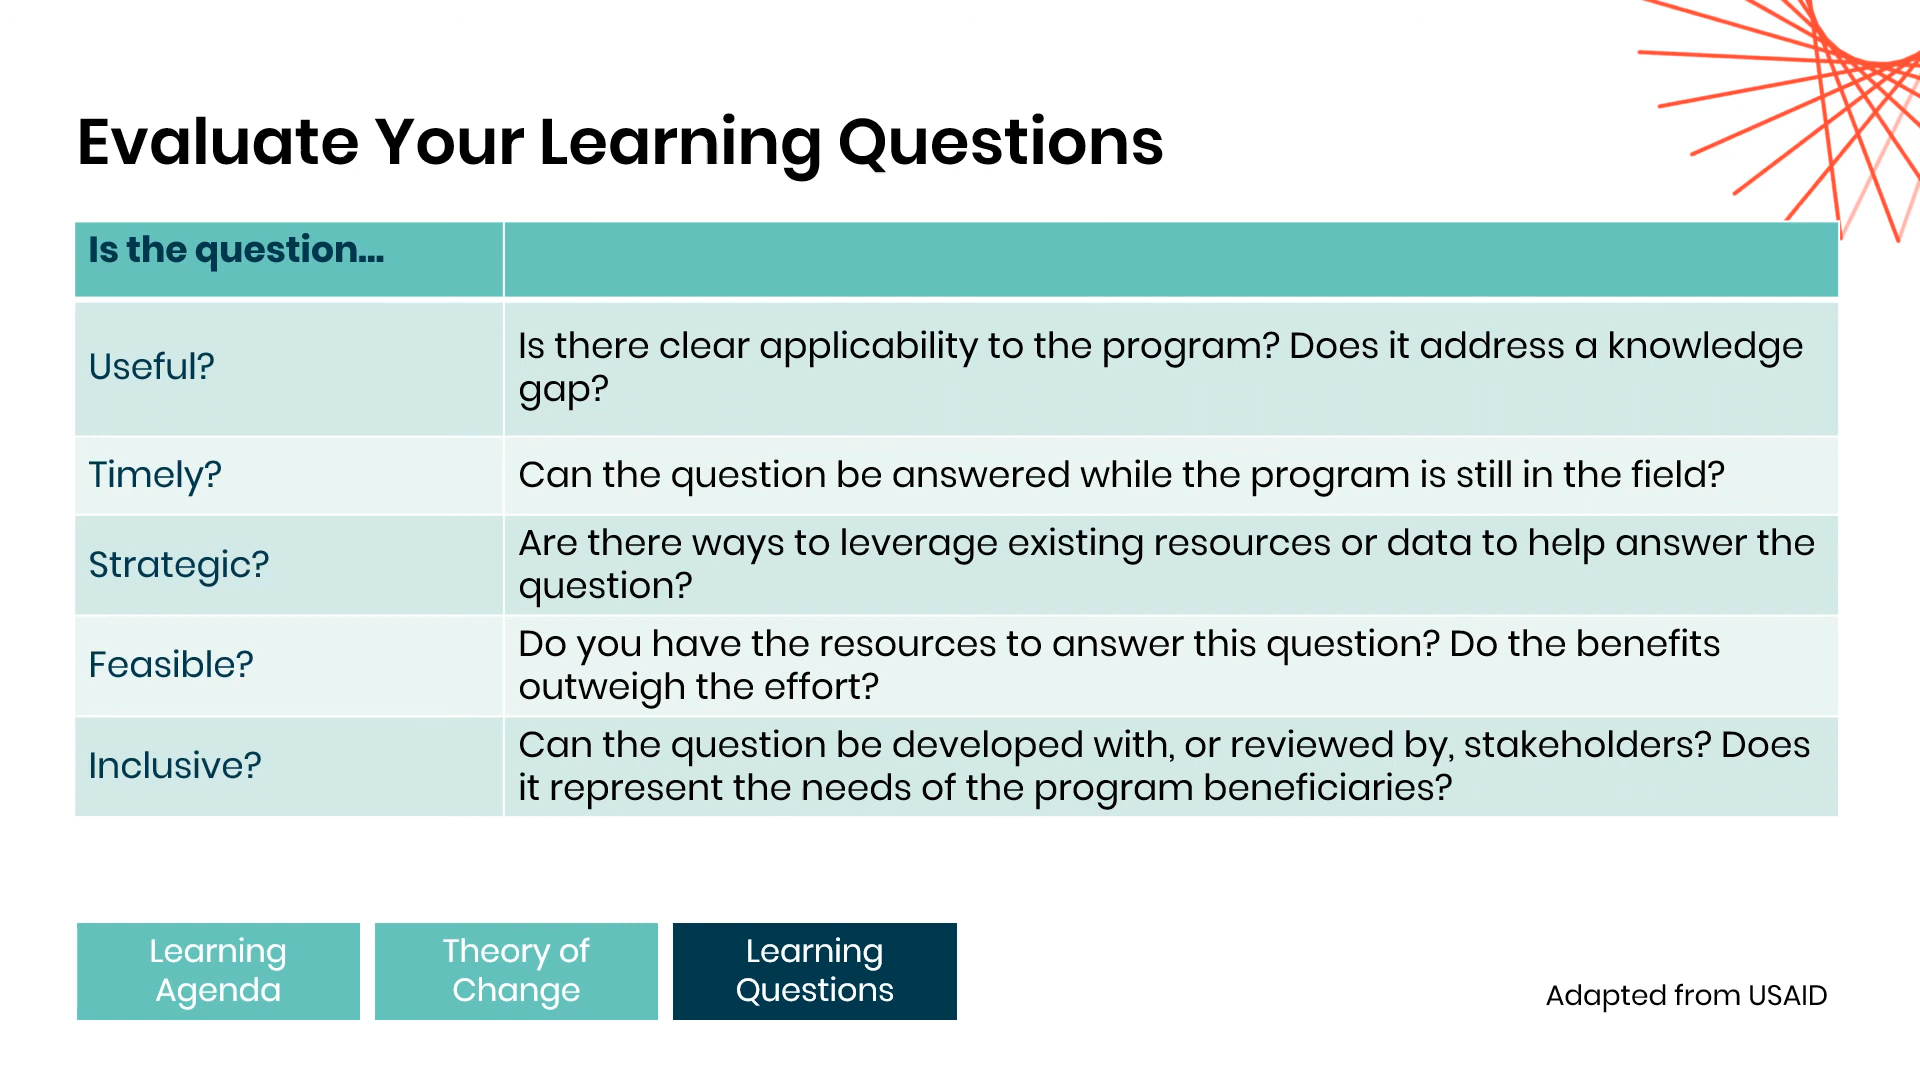 Evaluate Your Learning Questions
Is the question...
Useful?
Is there clear applicability to the program? Does it address a knowledge
gap?
Timely?
Can the question be answered while the program is still in the field?
Strategic?
Are there ways to leverage existing resources or data to help answer the
question?
Feasible?
Do you have the resources to answer this question? Do the benefits
outweigh the effort?
Inclusive?
Can the question be developed with, or reviewed by, stakeholders? Does
it represent the needs of the program beneficiaries?
Learning
Agenda
Theory of
Change
Learning
Questions
Adapted from USAID